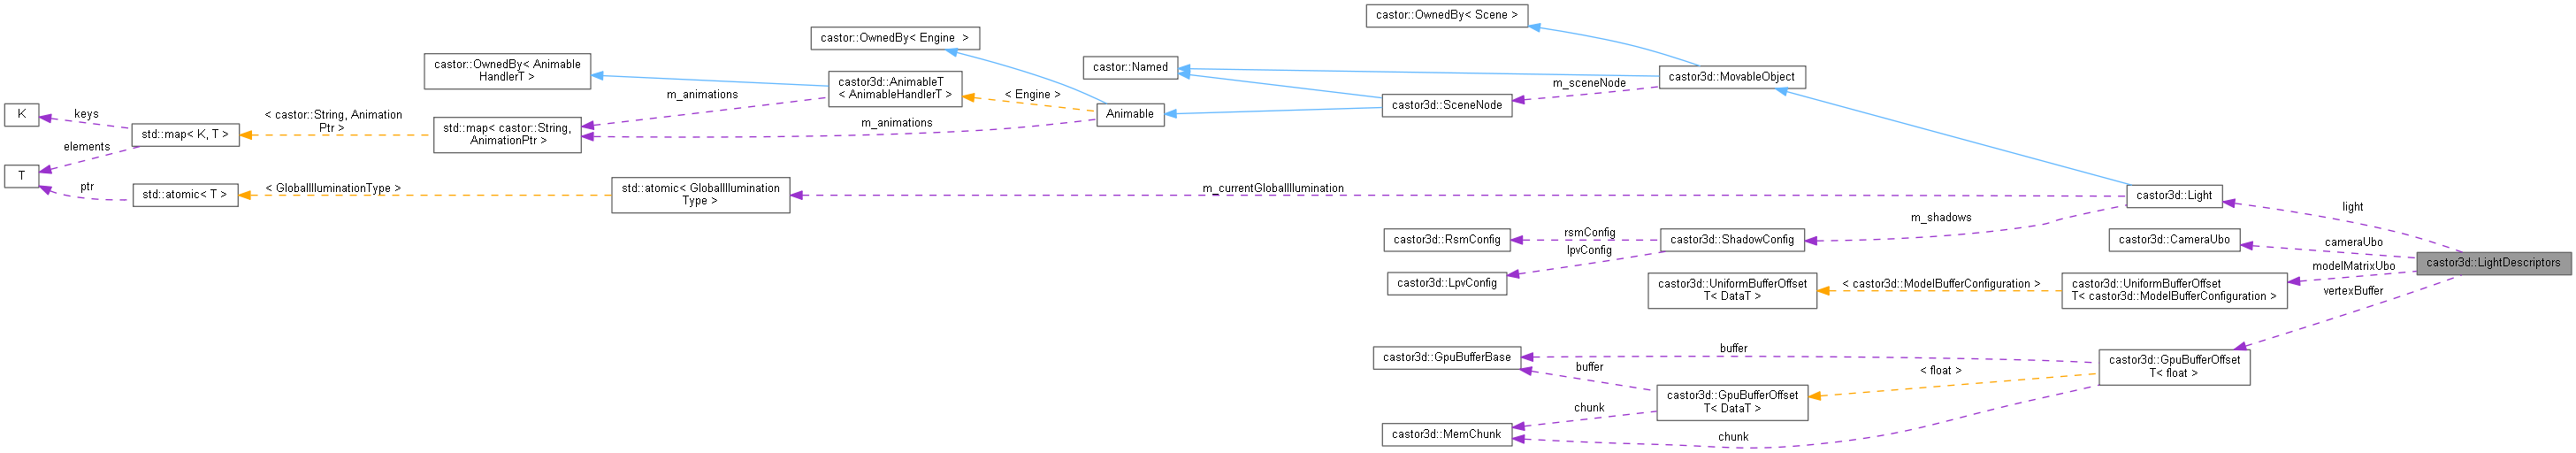 castor::OwnedBy< Scene >
castor::OwnedBy< Engine >
castor::OwnedBy< Animable
HandlerT >
castor::Named
castor3d::AnimableT
< AnimableHandlerT >
castor3d::MovableObject
m_sceneNode
castor3d::SceneNode
m_animations
< Engine >
Animable
K
keys
std::map< K, T >
< castor::String, Animation
Ptr >
std::map< castor::String,
AnimationPtr >
m_animations
elements
T
ptr
std::atomic< T >
< GlobalIlluminationType >
std::atomic< GlobalIllumination
Type >
m_currentGlobalIllumination
castor3d::Light
light
m_shadows
castor3d::RsmConfig
rsmConfig
castor3d::ShadowConfig
lpvConfig
castor3d::LpvConfig
castor3d::CameraUbo
cameraUbo
castor3d::LightDescriptors
modelMatrixUbo
castor3d::UniformBufferOffset
T< DataT >
< castor3d::ModelBufferConfiguration >
castor3d::UniformBufferOffset
T< castor3d::ModelBufferConfiguration >
vertexBuffer
castor3d::GpuBufferBase
buffer
buffer
< float >
castor3d::GpuBufferOffset
T< float >
castor3d::GpuBufferOffset
T< DataT >
chunk
castor3d::MemChunk
chunk